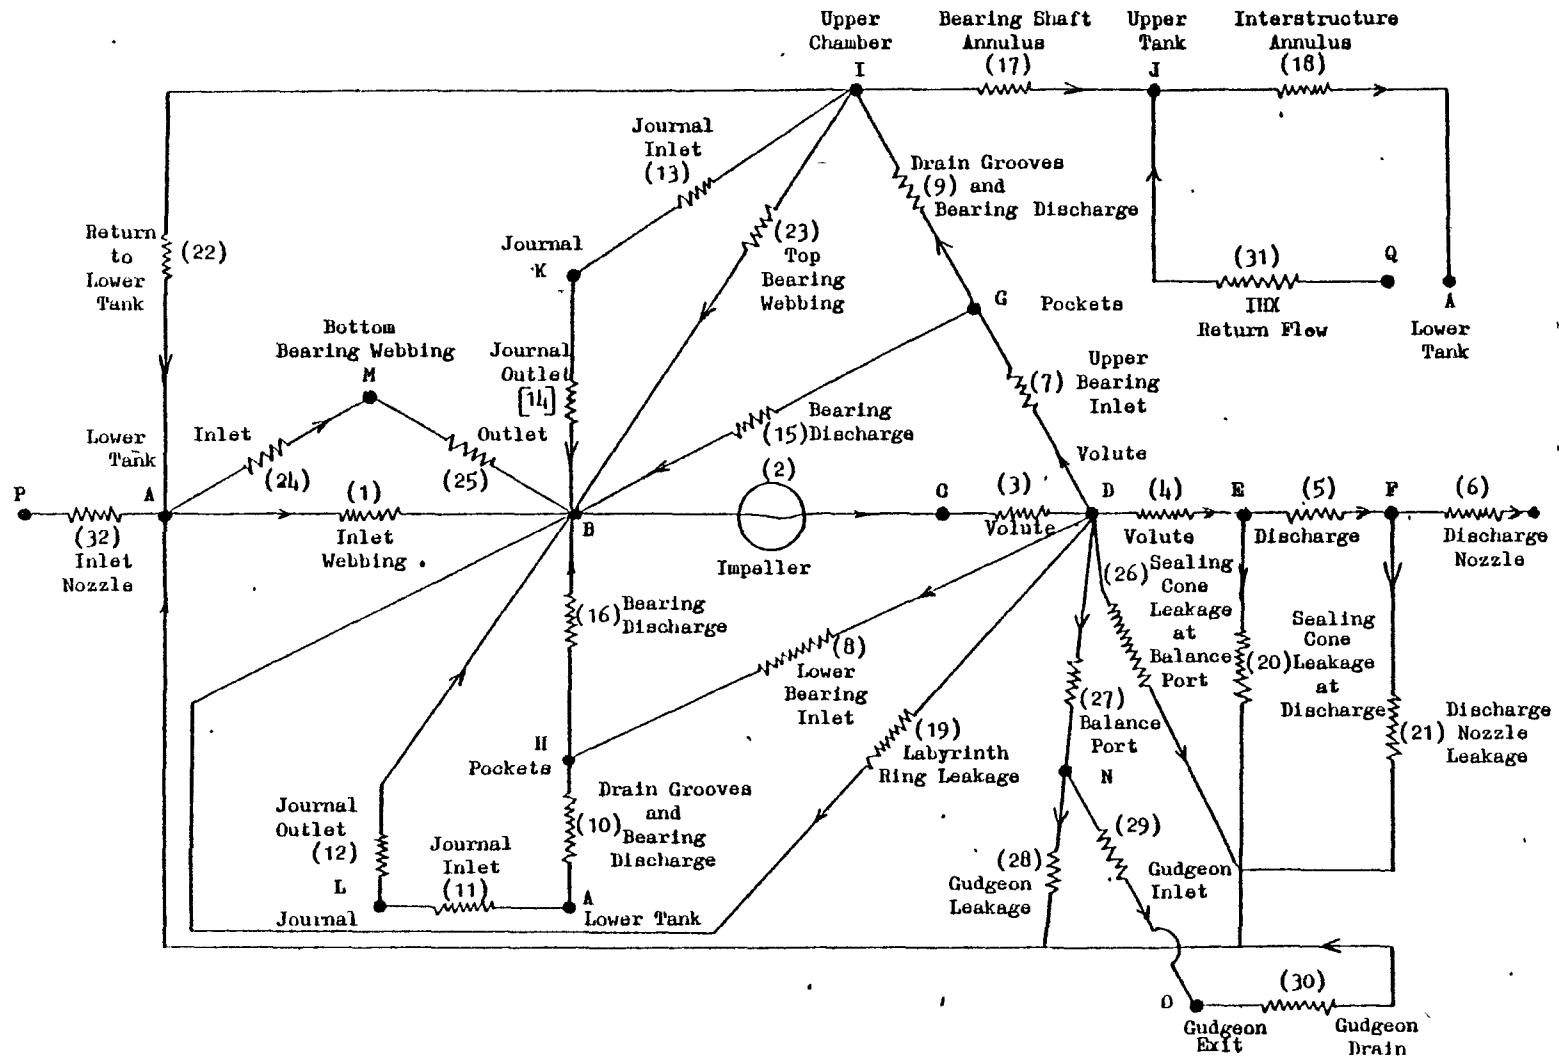 Upper
Chamber
I
Bearing Shaft
Annulus
(17)
Upper
Tank
J
Interstructure
Annulus
(18)
Journal
Inlet
(13)
Drain Grooves
(9) and
Bearing Discharge
Return
to
Lower
Tank
(22)
Journal
K
(23)
Top
Bearing
Webbing
(31)
IHX
Return Flow
Q
A
Lower
Tank
G Pockets
Bottom
Bearing Webbing
M
Journal
Outlet
[14]
Upper
(7) Bearing
Inlet
Bearing
(15) Discharge
Lower
Tank
Inlet
(24)
Outlet
(25)
Volute
P
(32)
Inlet
Nozzle
A
(1)
Inlet
Webbing
B
(2)
Impeller
C
(3)
Volute
D
(4)
Volute
E
(5)
Discharge
F
(6)
Discharge
Nozzle
(16) Bearing
Discharge
(8)
Lower
Bearing
Inlet
(26) Sealing
Cone
Leakage
at
Balance
Port
(20) Sealing
Cone
Leakage
at
Discharge
(27)
Balance
Port
(21) Discharge
Nozzle
Leakage
(19)
Labyrinth
Ring Leakage
H
Pockets
N
Drain Grooves
and
(10) Bearing
Discharge
Journal
Outlet
(12)
Journal
Inlet
(11)
L
Journal
A
Lower Tank
(28)
Gudgeon
Leakage
(29)
Gudgeon
Inlet
O
Gudgeon
Exit
(30)
Gudgeon
Drain